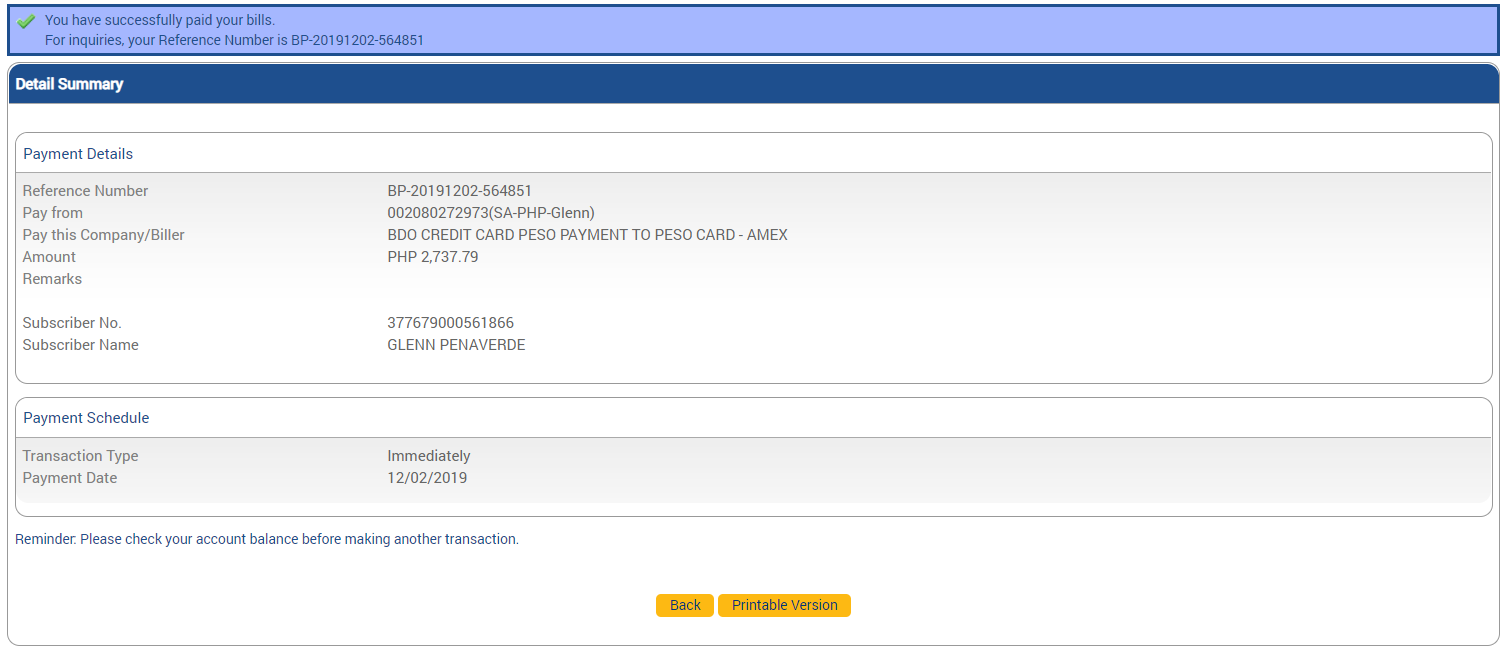 You have successfully paid your bills.
For inquiries, your Reference Number is BP-20191202-564851
Detail Summary
Payment Details
Reference Number BP-20191202-564851
Pay from 002080272973(SA-PHP-Glenn)
Pay this Company/Biller BDO CREDIT CARD PESO PAYMENT TO PESO CARD - AMEX
Amount PHP 2,737.79
Remarks
Subscriber No. 377679000561866
Subscriber Name GLENN PENAVERDE
Payment Schedule
Transaction Type Immediately
Payment Date 12/02/2019
Reminder: Please check your account balance before making another transaction.
Back Printable Version